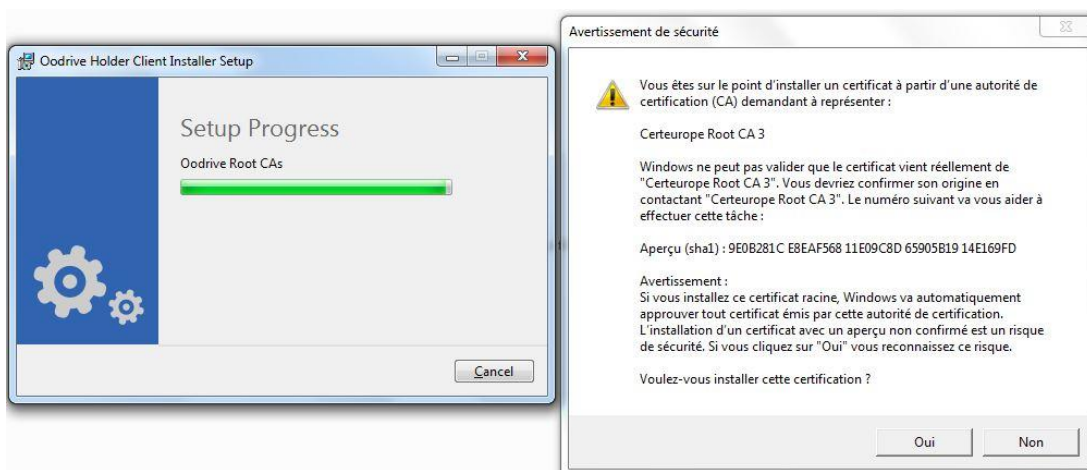 Oodrive Holder Client Installer Setup
Setup Progress
Oodrive Root CAs
Cancel
Avertissement de sécurité
Vous êtes sur le point d'installer un certificat à partir d'une autorité de
certification (CA) demandant à représenter :
Certeurope Root CA 3
Windows ne peut pas valider que le certificat vient réellement de
"Certeurope Root CA 3". Vous devriez confirmer son origine en
contactant "Certeurope Root CA 3". Le numéro suivant va vous aider à
effectuer cette tâche :
Aperçu (sha1) : 9E0B281C E8EAF568 11E09C8D 65905B19 14E169FD
Avertissement :
Si vous installez ce certificat racine, Windows va automatiquement
approuver tout certificat émis par cette autorité de certification.
L'installation d'un certificat avec un aperçu non confirmé est un risque
de sécurité. Si vous cliquez sur "Oui" vous reconnaissez ce risque.
Voulez-vous installer cette certification ?
Oui
Non